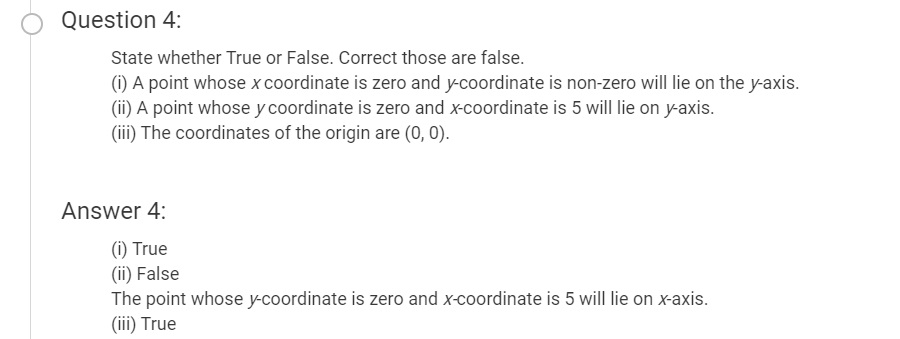 Question 4:
State whether True or False. Correct those are false.
(i) A point whose x coordinate is zero and y-coordinate is non-zero will lie on the y-axis.
(ii) A point whose y coordinate is zero and x-coordinate is 5 will lie on y-axis.
(iii) The coordinates of the origin are (0, 0).
Answer 4:
(i) True
(ii) False
The point whose y-coordinate is zero and x-coordinate is 5 will lie on x-axis.
(iii) True